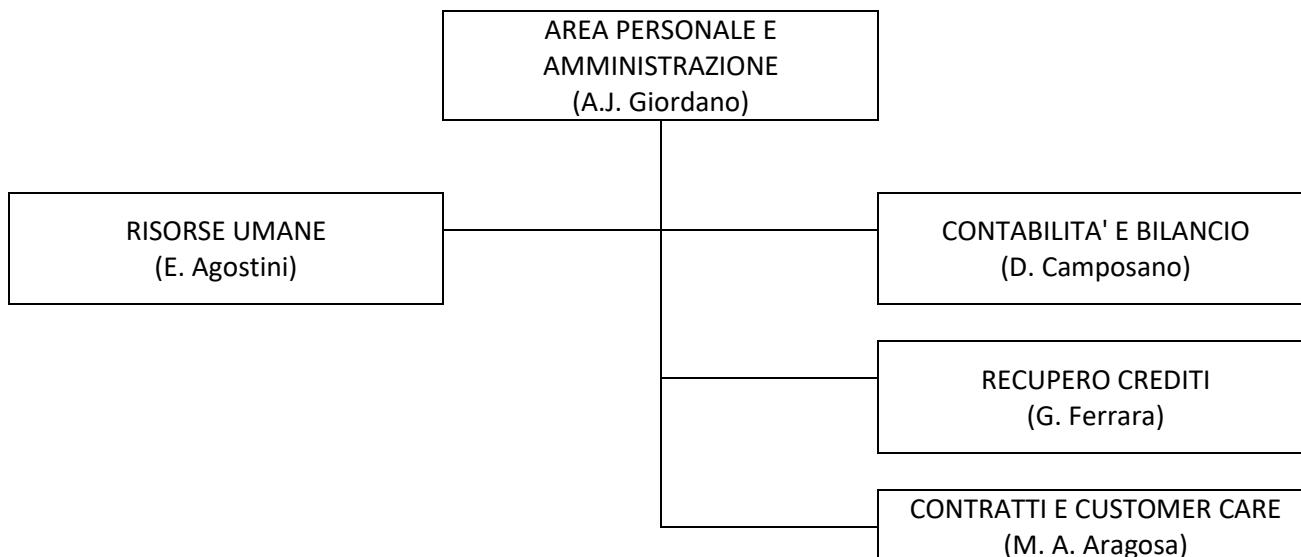 AREA PERSONALE E
AMMINISTRAZIONE
(A.J. Giordano)
RISORSE UMANE
(E. Agostini)
CONTABILITA' E BILANCIO
(D. Camposano)
RECUPERO CREDITI
(G. Ferrara)
CONTRATTI E CUSTOMER CARE
(M. A. Aragosa)